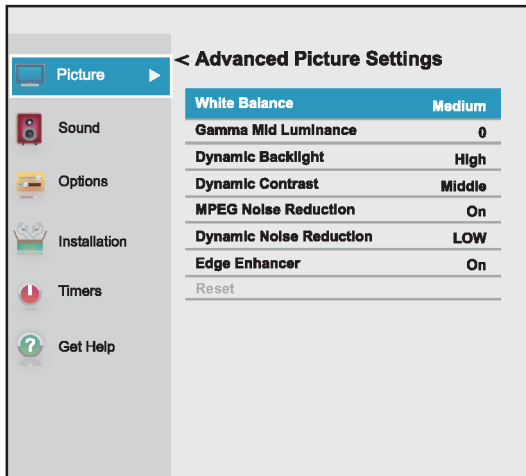 Picture
Sound
Options
Installation
Timers
Get Help
< Advanced Picture Settings
White Balance Medium
Gamma Mid Luminance 0
Dynamic Backlight High
Dynamic Contrast Middle
MPEG Noise Reduction On
Dynamic Noise Reduction LOW
Edge Enhancer On
Reset